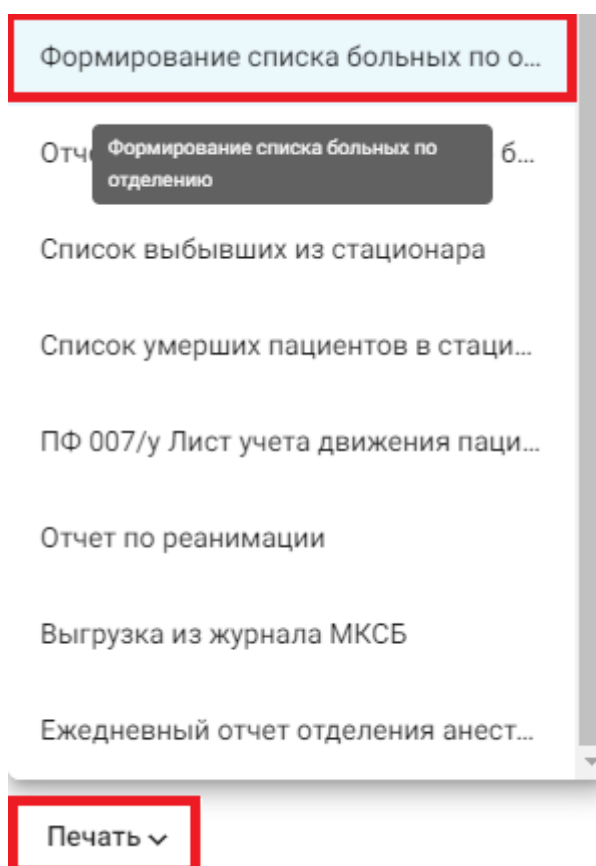 Формирование списка больных по о...
Отч
Формирование списка больных по
отделению
б...
Список выбывших из стационара
Список умерших пациентов в стаци...
ПФ 007/у Лист учета движения паци...
Отчет по реанимации
Выгрузка из журнала МКСБ
Ежедневный отчет отделения анест...
Печать